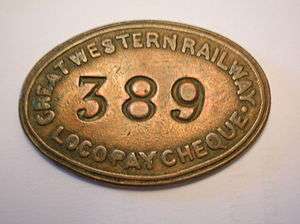 GREAT WESTERN RAILWAY
389
LOCO PAY CHEQUE